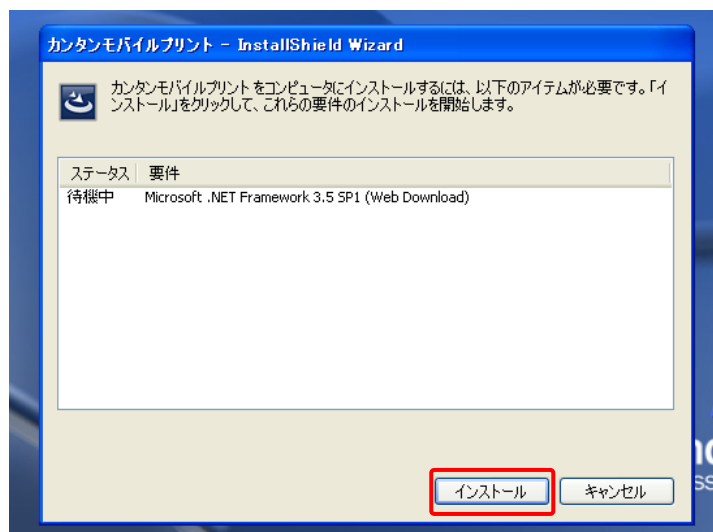 カンタンモバイルプリント - InstallShield Wizard
カンタンモバイルプリント をコンピュータにインストールするには、以下のアイテムが必要です。「イ
ンストール」をクリックして、これらの要件のインストールを開始します。
ステータス 要件
待機中 Microsoft .NET Framework 3.5 SP1 (Web Download)
インストール キャンセル